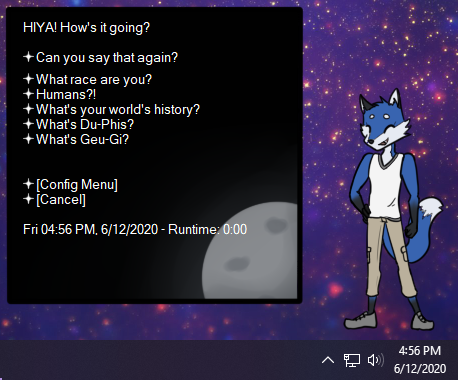 HIYA! How's it going?
Can you say that again?
What race are you?
Humans?!
What's your world's history?
What's Du-Phis?
What's Geu-Gi?
[Config Menu]
[Cancel]
Fri 04:56 PM, 6/12/2020 - Runtime: 0:00
4:56 PM
6/12/2020